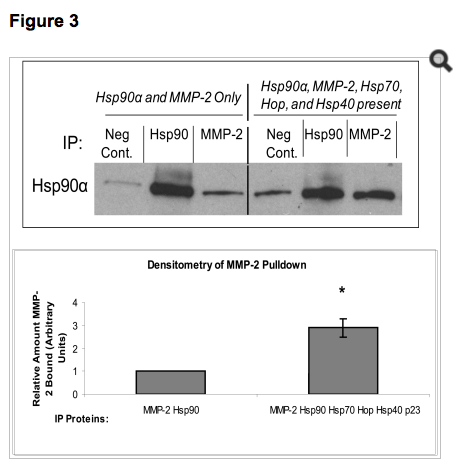 Figure 3
Hsp90α and MMP-2 Only
Hsp90α, MMP-2, Hsp70,
Hop, and Hsp40 present
IP:
Neg
Cont.
Hsp90
MMP-2
Neg
Cont.
Hsp90
MMP-2
Hsp90α
Densitometry of MMP-2 Pulldown
Relative Amount MMP-
2 Bound (Arbitrary
Units)
4
3
2
1
0
*
MMP-2 Hsp90
MMP-2 Hsp90 Hsp70 Hop Hsp40 p23
IP Proteins: